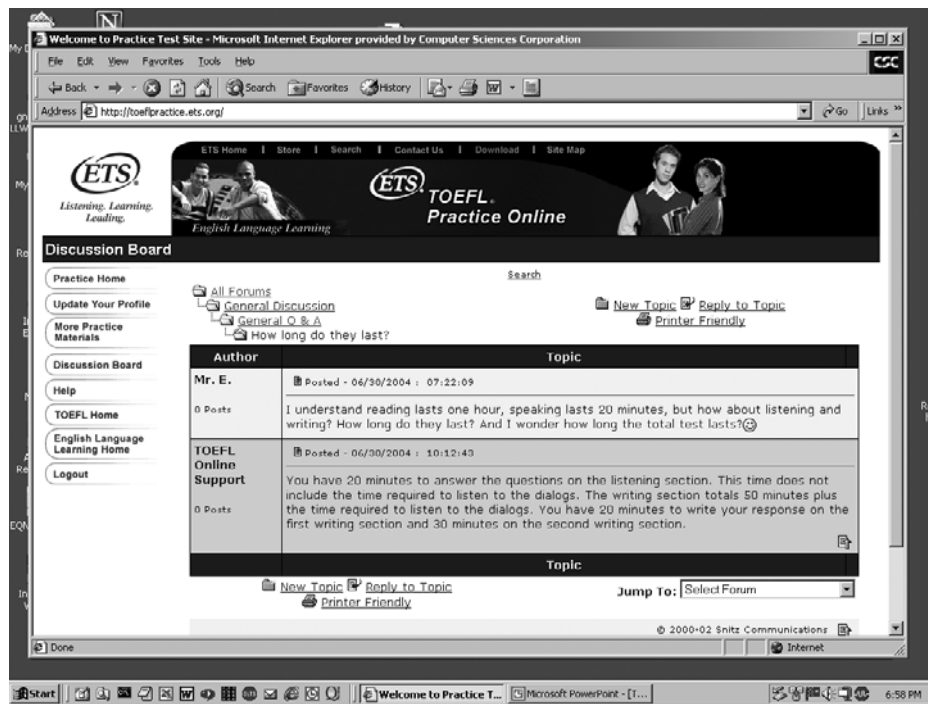 Welcome to Practice Test Site - Microsoft Internet Explorer provided by Computer Sciences Corporation
File Edit View Favorites Tools Help
CSC
Back Search Favorites History
Address http://toeflpractice.ets.org/ Go Links »
ETS Home | Store | Search | Contact Us | Download | Site Map
ETS
Listening. Learning.
Leading.
English Language Learning
ETS TOEFL®
Practice Online
Discussion Board
Practice Home
Update Your Profile
More Practice
Materials
Discussion Board
Help
TOEFL Home
English Language
Learning Home
Logout
Search
All Forums
General Discussion
General Q & A
How long do they last?
New Topic Reply to Topic
Printer Friendly
Author Topic
Mr. E.
0 Posts
Posted - 06/30/2004 : 07:22:09
I understand reading lasts one hour, speaking lasts 20 minutes, but how about listening and
writing? How long do they last? And I wonder how long the total test lasts?
TOEFL
Online
Support
0 Posts
Posted - 06/30/2004 : 10:12:43
You have 20 minutes to answer the questions on the listening section. This time does not
include the time required to listen to the dialogs. The writing section totals 50 minutes plus
the time required to listen to the dialogs. You have 20 minutes to write your response on the
first writing section and 30 minutes on the second writing section.
Topic
New Topic Reply to Topic
Printer Friendly
Jump To: Select Forum
© 2000-02 Snitz Communications
Done Internet
Start Welcome to Practice T... Microsoft PowerPoint - [T... 6:58 PM